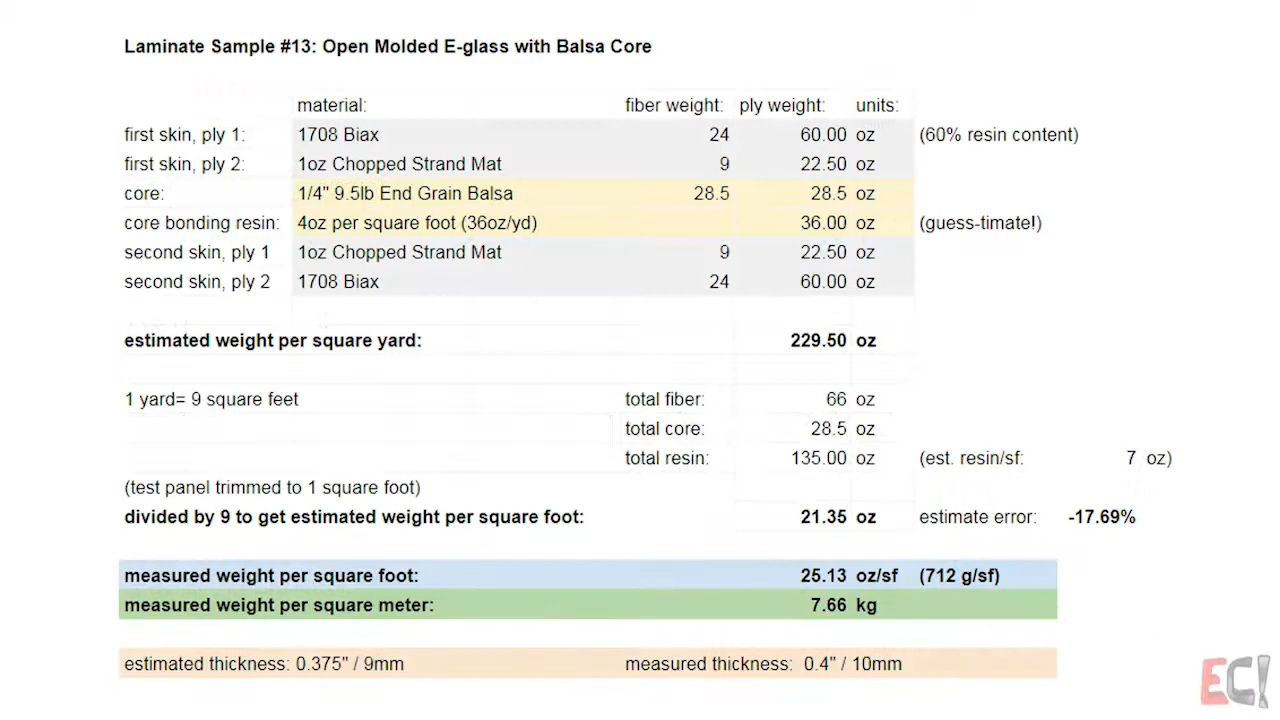 Laminate Sample #13: Open Molded E-glass with Balsa Core
material: fiber weight: ply weight: units:
first skin, ply 1: 1708 Biax 24 60.00 oz (60% resin content)
first skin, ply 2: 1oz Chopped Strand Mat 9 22.50 oz
core: 1/4" 9.5lb End Grain Balsa 28.5 28.5 oz
core bonding resin: 4oz per square foot (36oz/yd) 36.00 oz (guess-timate!)
second skin, ply 1 1oz Chopped Strand Mat 9 22.50 oz
second skin, ply 2 1708 Biax 24 60.00 oz
estimated weight per square yard: 229.50 oz
1 yard= 9 square feet total fiber: 66 oz
total core: 28.5 oz
total resin: 135.00 oz (est. resin/sf: 7 oz)
(test panel trimmed to 1 square foot)
divided by 9 to get estimated weight per square foot: 21.35 oz estimate error: -17.69%
measured weight per square foot: 25.13 oz/sf (712 g/sf)
measured weight per square meter: 7.66 kg
estimated thickness: 0.375" / 9mm measured thickness: 0.4" / 10mm
EC!